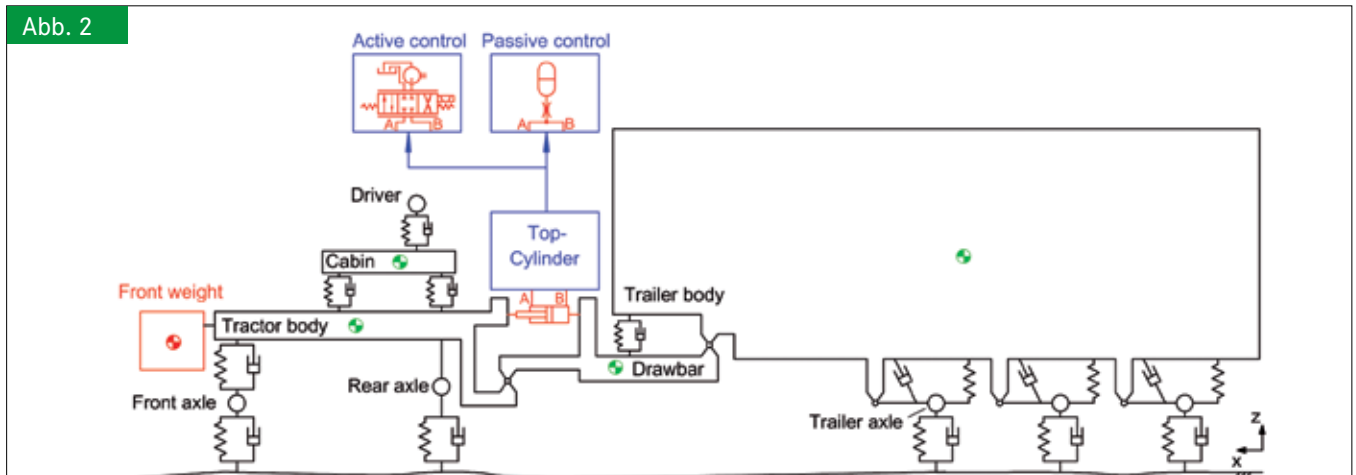 Abb. 2
Active control
Passive control
A B
A B
Driver
Top-
Cylinder
Cabin
A B
Front weight
Trailer body
Tractor body
Drawbar
Rear axle
Front axle
Trailer axle
z
x